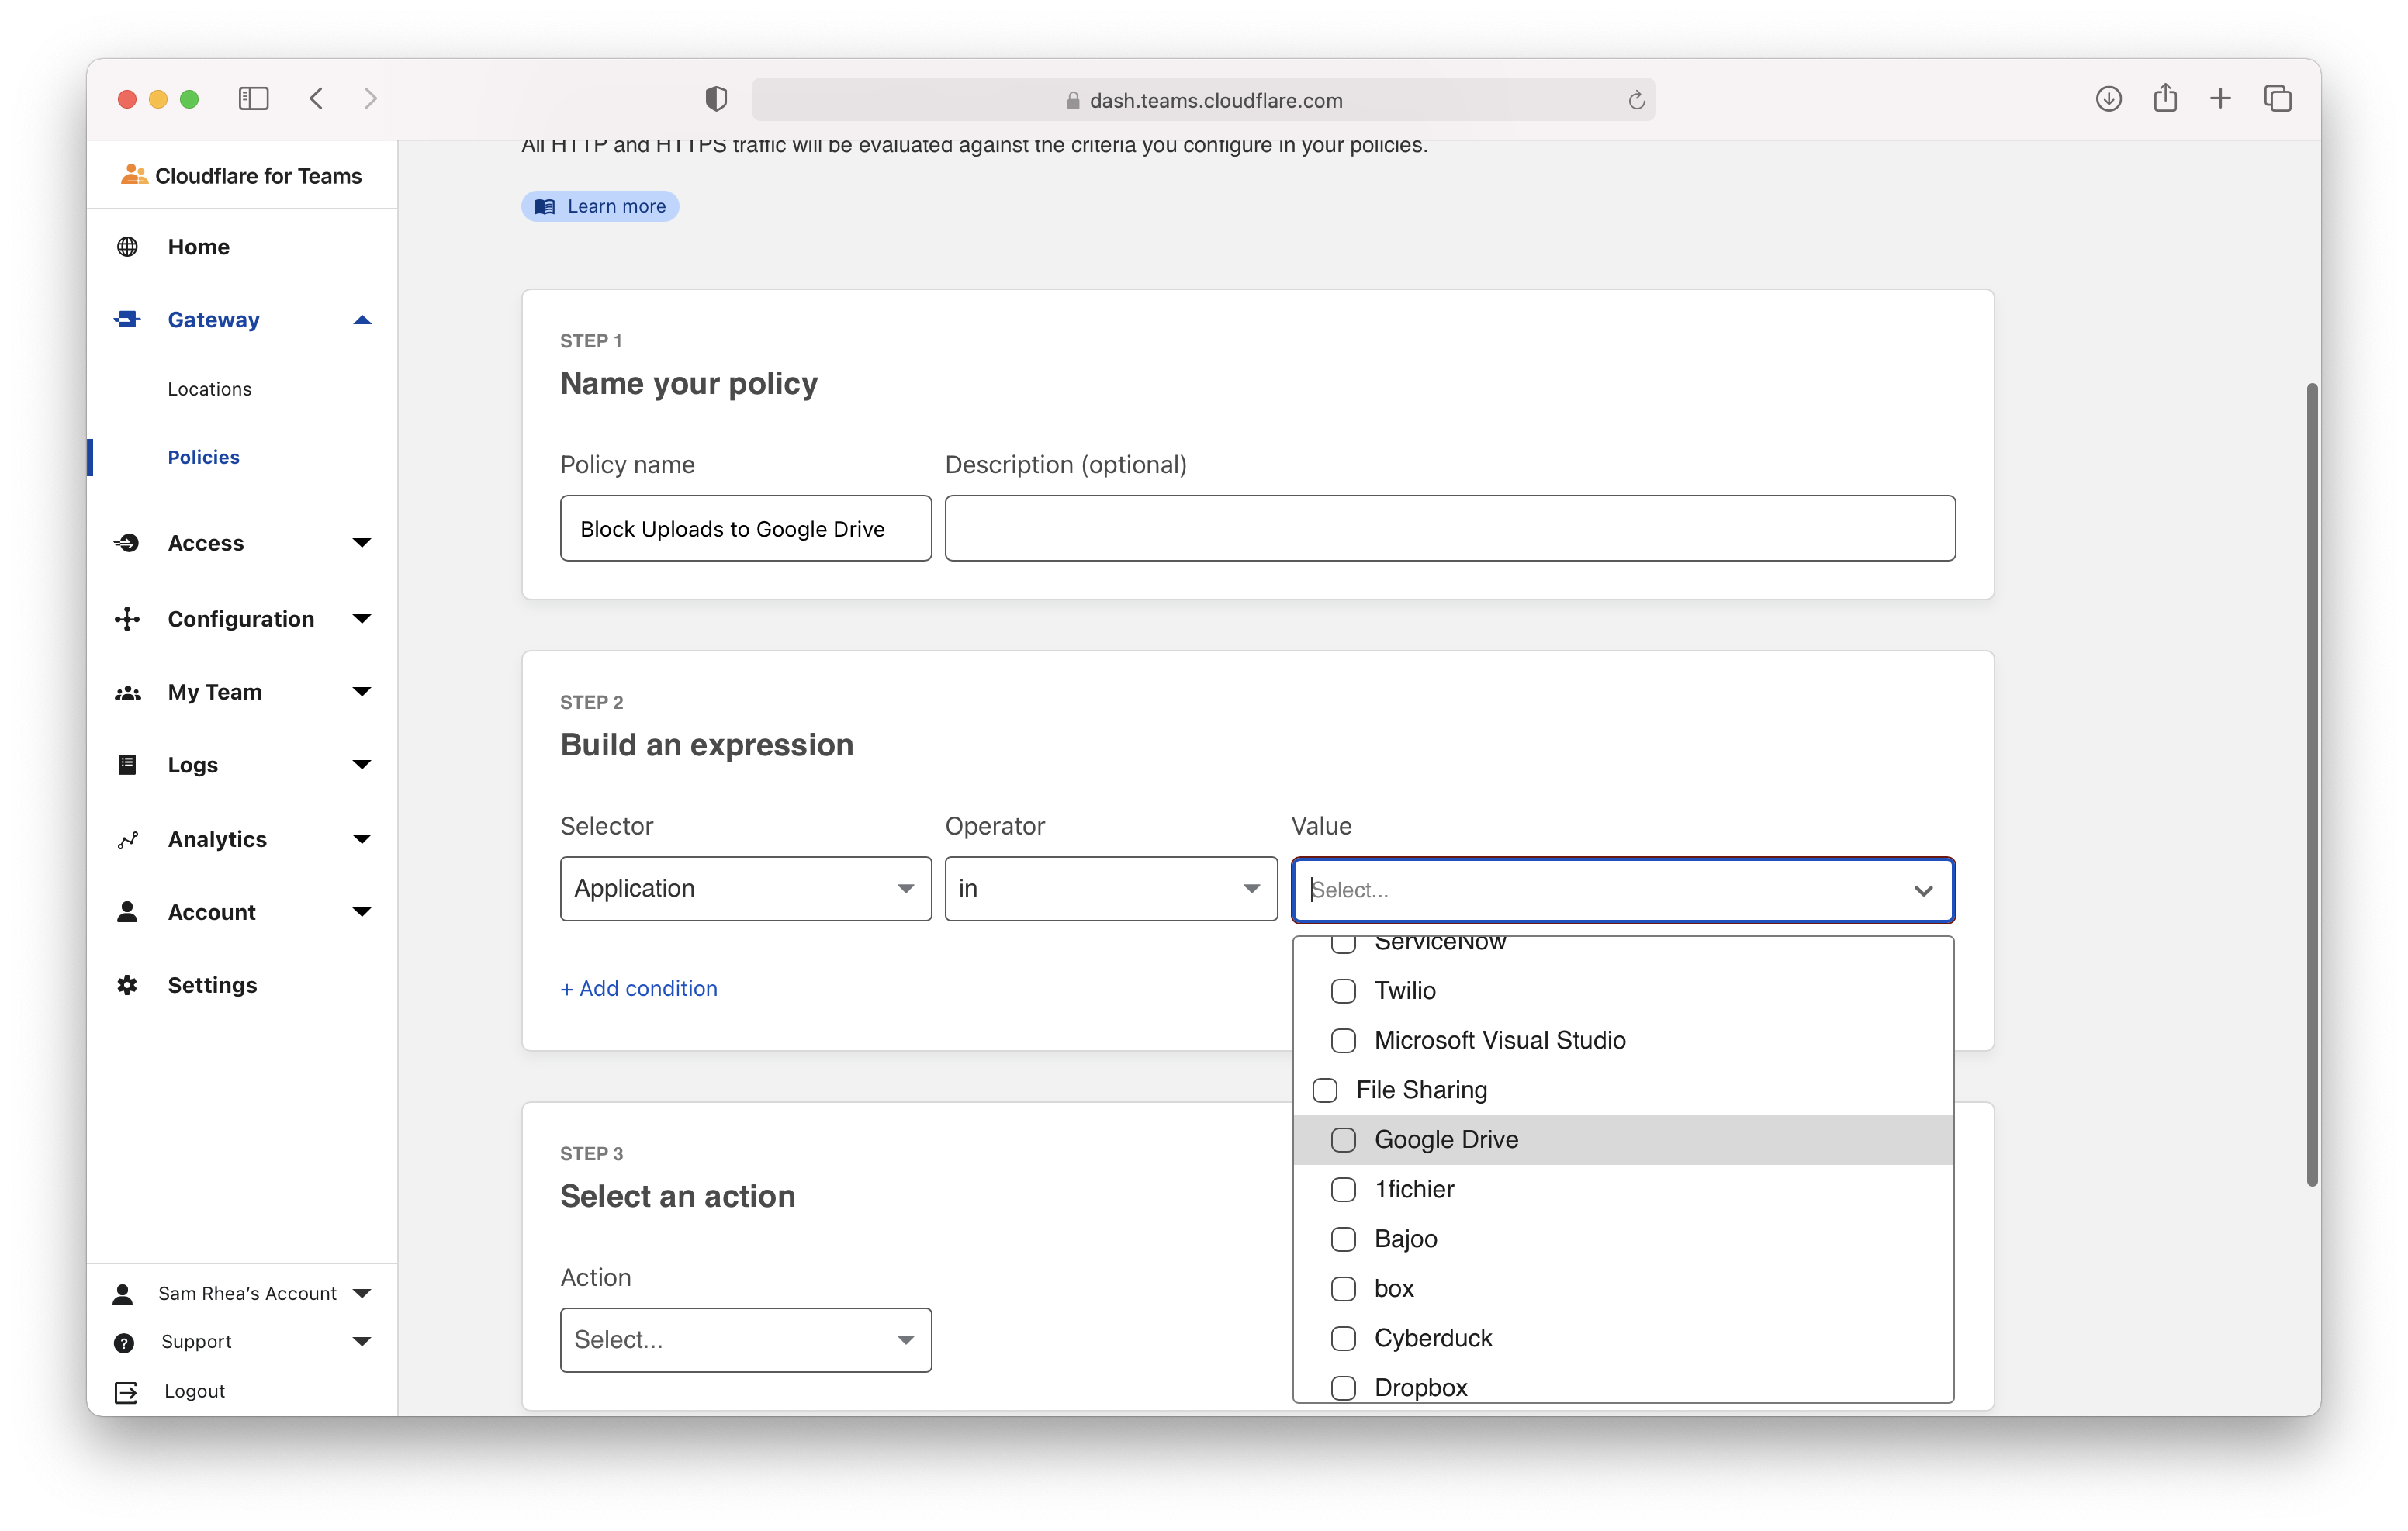 dash.teams.cloudflare.com
Cloudflare for Teams
Home
Gateway
Locations
Policies
Access
Configuration
My Team
Logs
Analytics
Account
Settings
Sam Rhea's Account
Support
Logout
All HTTP and HTTPS traffic will be evaluated against the criteria you configure in your policies.
Learn more
STEP 1
Name your policy
Policy name
Description (optional)
Block Uploads to Google Drive
STEP 2
Build an expression
Selector
Operator
Value
Application
in
Select...
+ Add condition
ServiceNow
Twilio
Microsoft Visual Studio
File Sharing
Google Drive
1fichier
Bajoo
box
Cyberduck
Dropbox
STEP 3
Select an action
Action
Select...